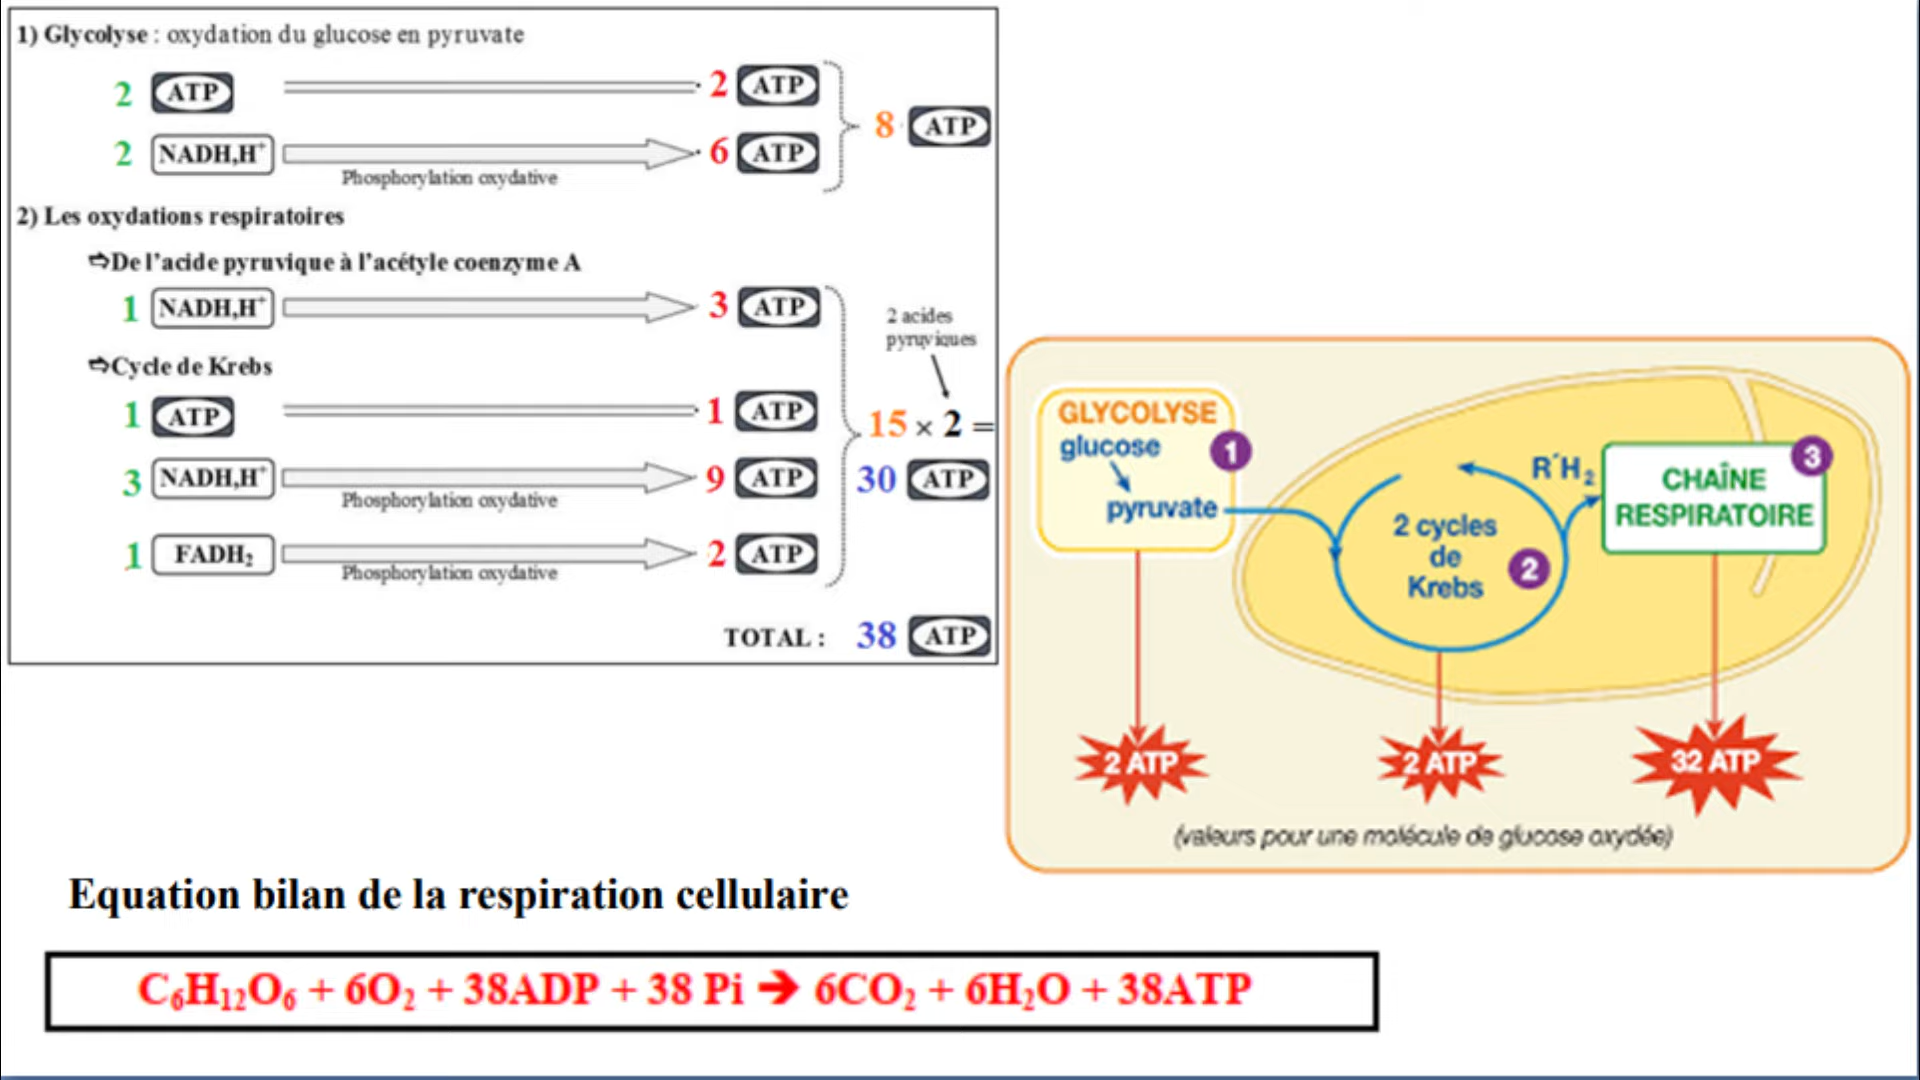 1) Glycolyse : oxydation du glucose en pyruvate
2 ATP 2 ATP
8 ATP
2 NADH,H⁺ 6 ATP
Phosphorylation oxydative
2) Les oxydations respiratoires
⇨De l'acide pyruvique à l'acétyle coenzyme A
1 NADH,H⁺ 3 ATP
2 acides
pyruviques
⇨Cycle de Krebs
1 ATP 1 ATP
15 × 2 =
3 NADH,H⁺ 9 ATP
30 ATP
Phosphorylation oxydative
1 FADH₂ 2 ATP
Phosphorylation oxydative
TOTAL : 38 ATP
GLYCOLYSE
glucose
1
pyruvate
2 cycles
de
Krebs
2
R'H₂
CHAÎNE
RESPIRATOIRE
3
2 ATP
2 ATP
32 ATP
(valeurs pour une molécule de glucose oxydée)
Equation bilan de la respiration cellulaire
C₆H₁₂O₆ + 6O₂ + 38ADP + 38 Pi ➔ 6CO₂ + 6H₂O + 38ATP